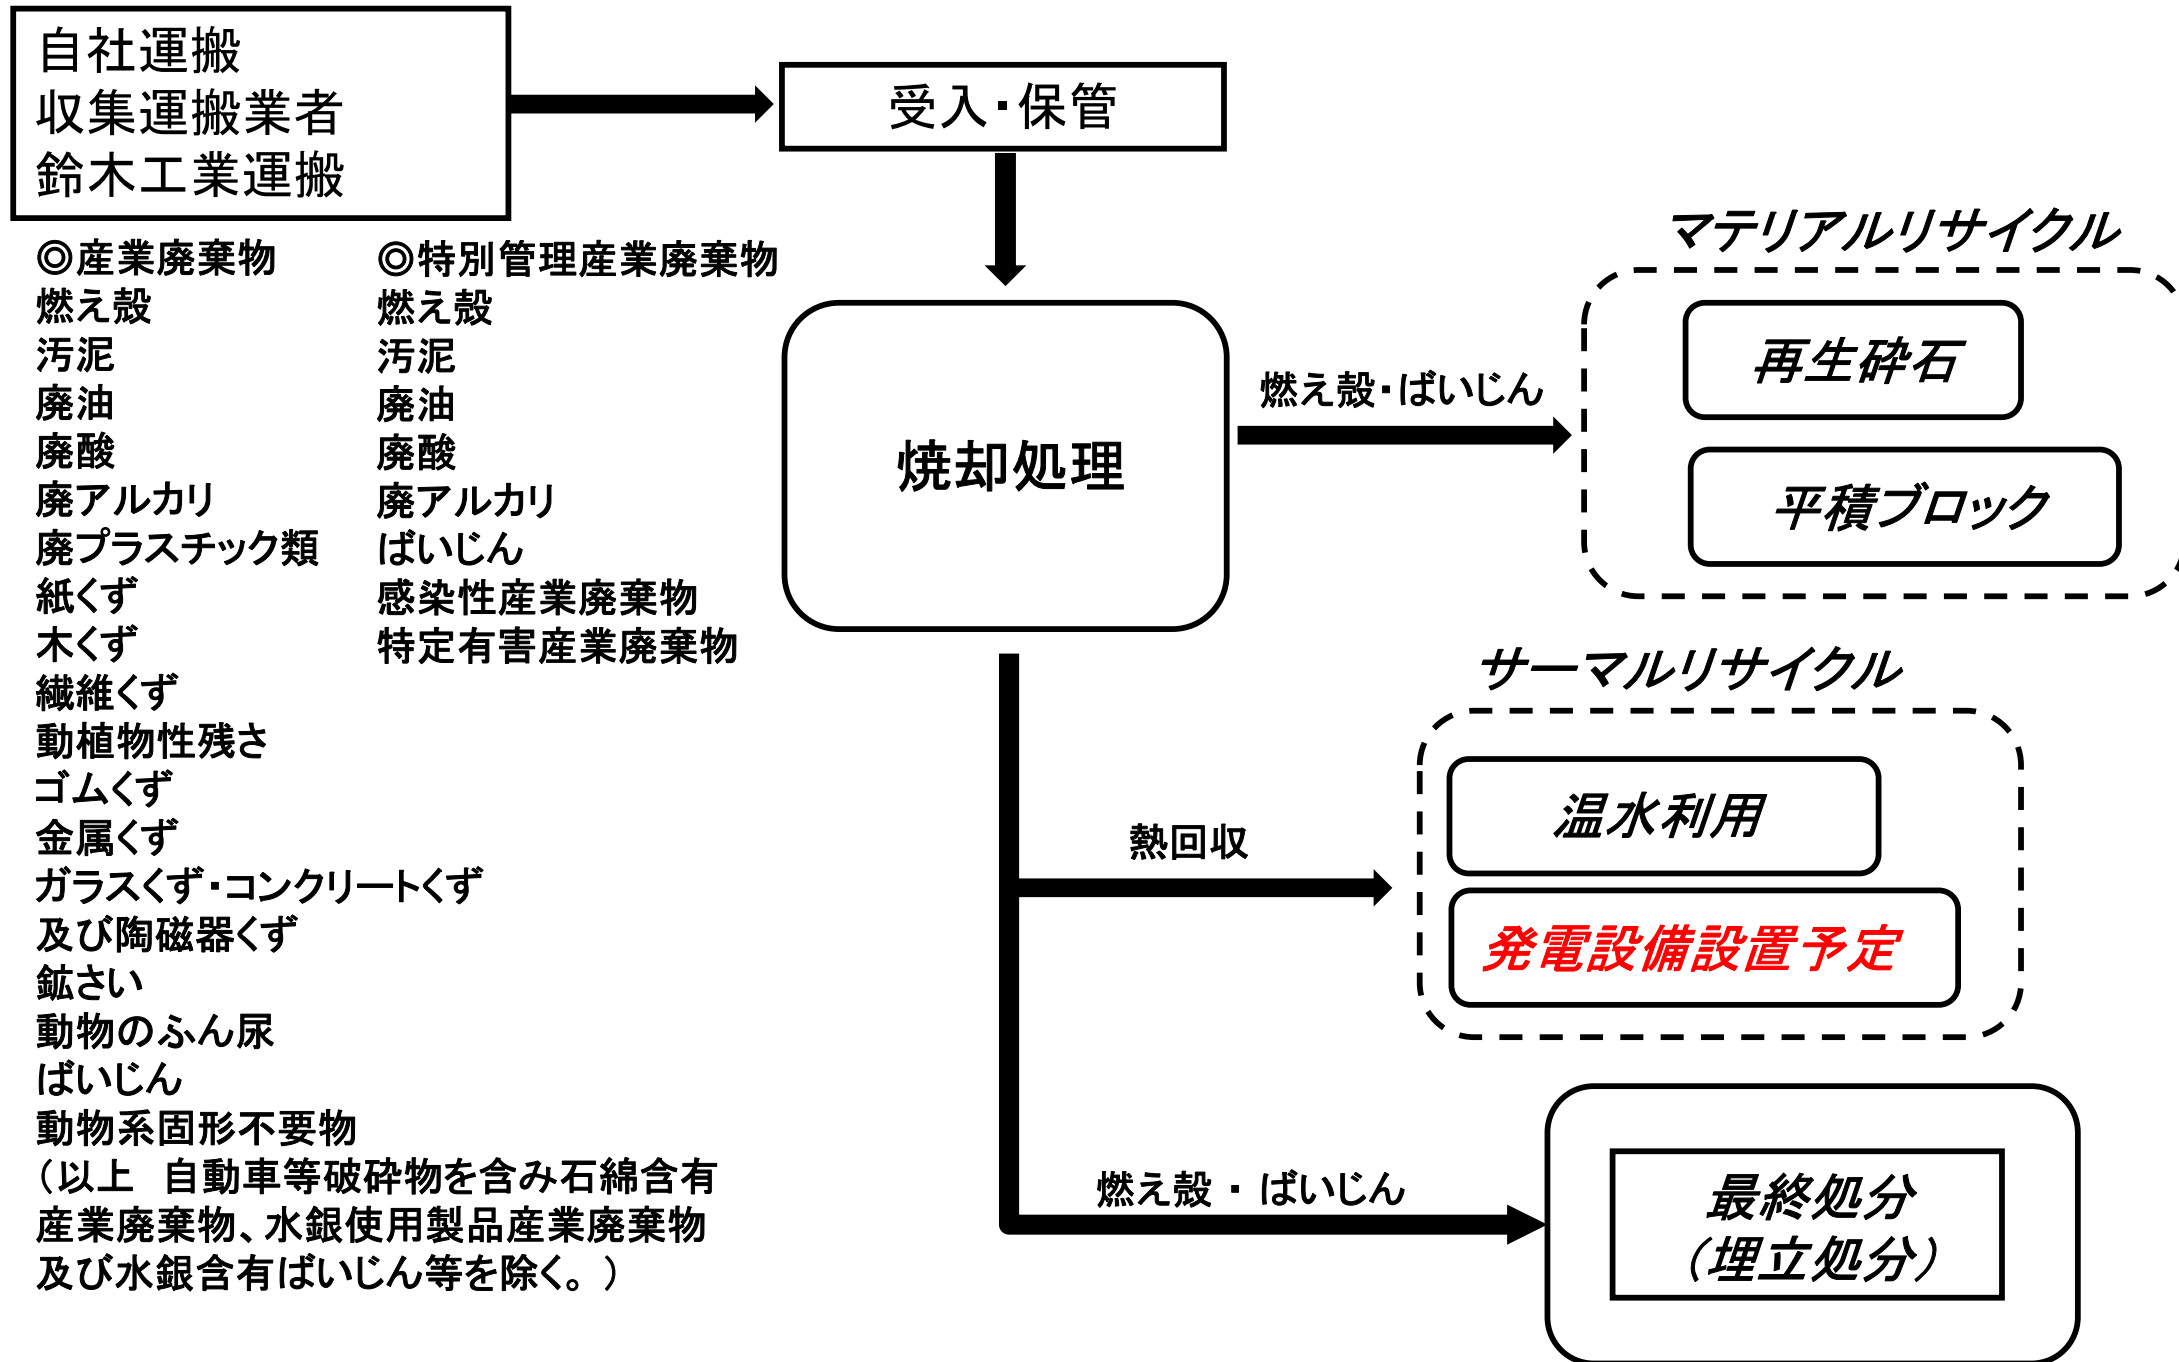 自社運搬
収集運搬業者
鈴木工業運搬
受入・保管
◎産業廃棄物
燃え殻
汚泥
廃油
廃酸
廃アルカリ
廃プラスチック類
紙くず
木くず
繊維くず
動植物性残さ
ゴムくず
金属くず
ガラスくず・コンクリートくず
及び陶磁器くず
鉱さい
動物のふん尿
ばいじん
動物系固形不要物
（以上　自動車等破砕物を含み石綿含有
産業廃棄物、水銀使用製品産業廃棄物
及び水銀含有ばいじん等を除く。）
◎特別管理産業廃棄物
燃え殻
汚泥
廃油
廃酸
廃アルカリ
ばいじん
感染性産業廃棄物
特定有害産業廃棄物
焼却処理
燃え殻・ばいじん
マテリアルリサイクル
再生砕石
平積ブロック
熱回収
サーマルリサイクル
温水利用
発電設備設置予定
燃え殻 ・ ばいじん
最終処分
（埋立処分）